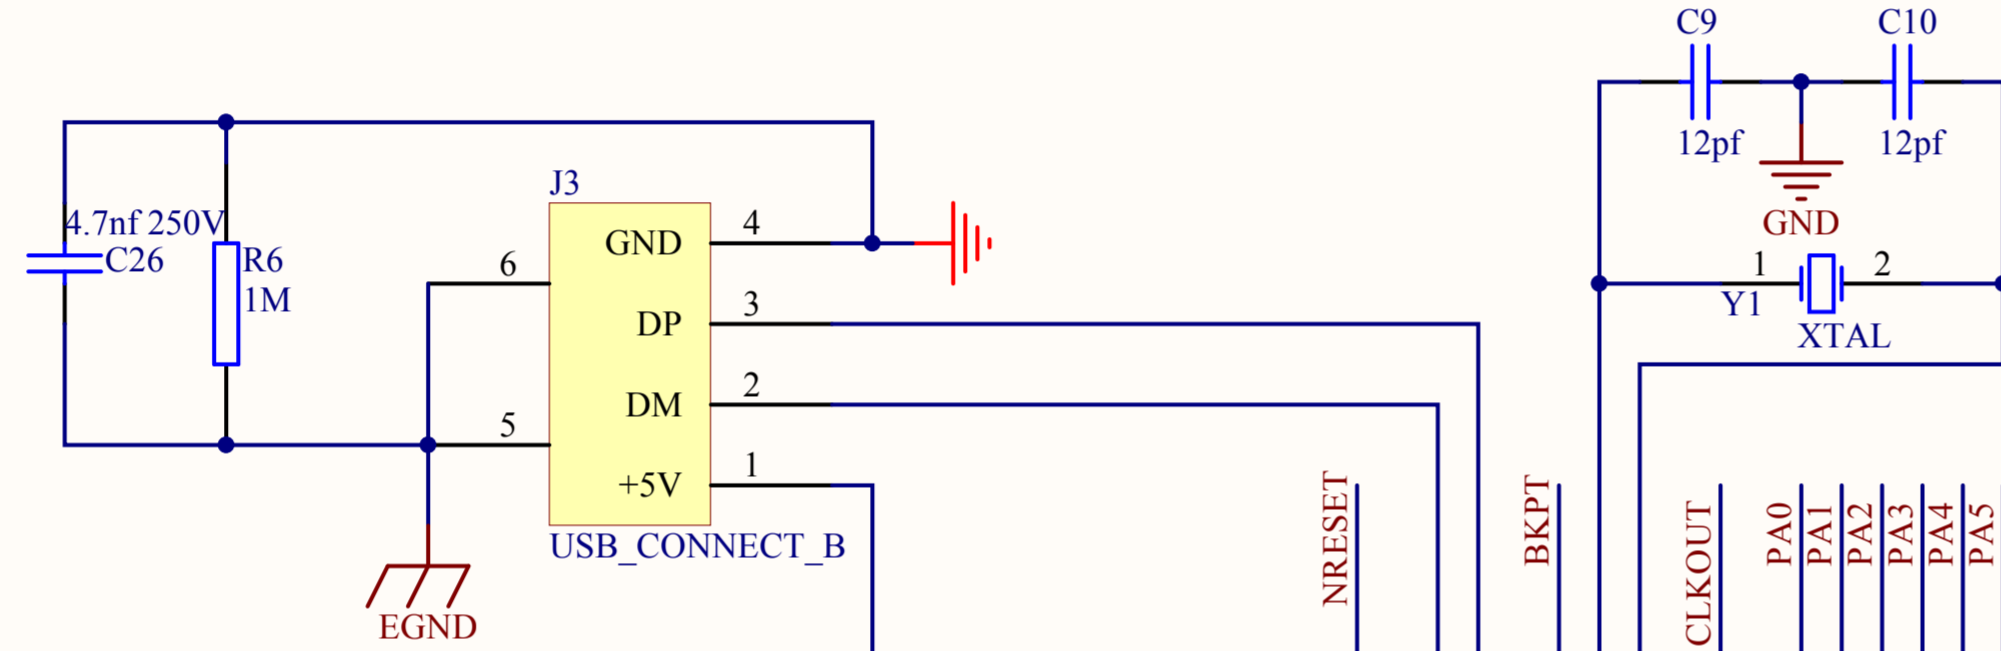 C9
C10
12pf
12pf
GND
J3
4.7nf 250V
C26
R6
1M
6
5
GND
DP
DM
+5V
4
3
2
1
USB_CONNECT_B
EGND
1
2
Y1
XTAL
NRESET
BKPT
CLKOUT
PA0
PA1
PA2
PA3
PA4
PA5